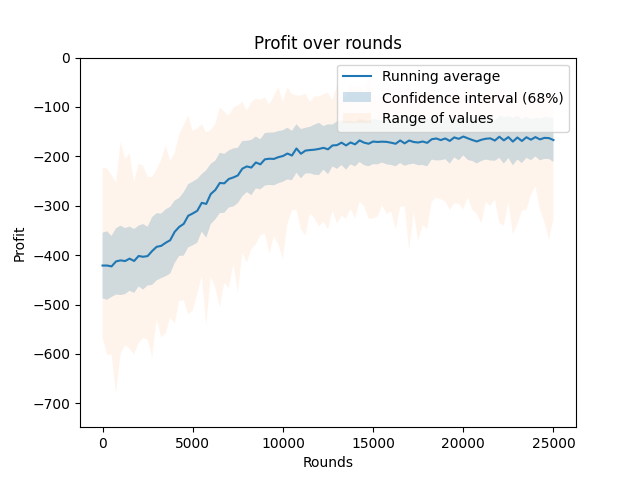 Profit over rounds
Running average
Confidence interval (68%)
Range of values
Profit
0
−100
−200
−300
−400
−500
−600
−700
0
5000
10000
15000
20000
25000
Rounds